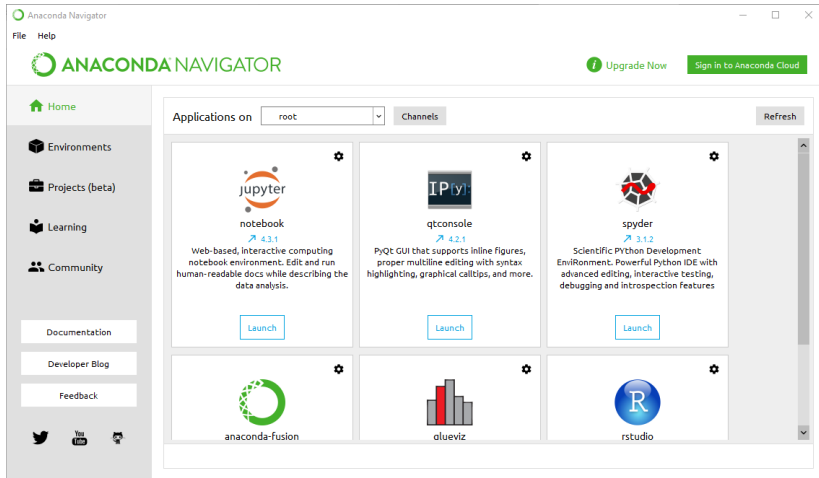 Anaconda Navigator
File Help
ANACONDA NAVIGATOR
Upgrade Now
Sign in to Anaconda Cloud
Home
Environments
Projects (beta)
Learning
Community
Documentation
Developer Blog
Feedback
You
Tube
Applications on root Channels Refresh
jupyter
notebook
4.3.1
Web-based, interactive computing
notebook environment. Edit and run
human-readable docs while describing the
data analysis.
Launch
IP[y]:
qtconsole
4.2.1
PyQt GUI that supports inline figures,
proper multiline editing with syntax
highlighting, graphical calltips, and more.
Launch
spyder
3.1.2
Scientific PYthon Development
EnviRonment. Powerful Python IDE with
advanced editing, interactive testing,
debugging and introspection features
Launch
anaconda-fusion
glueviz
R
rstudio